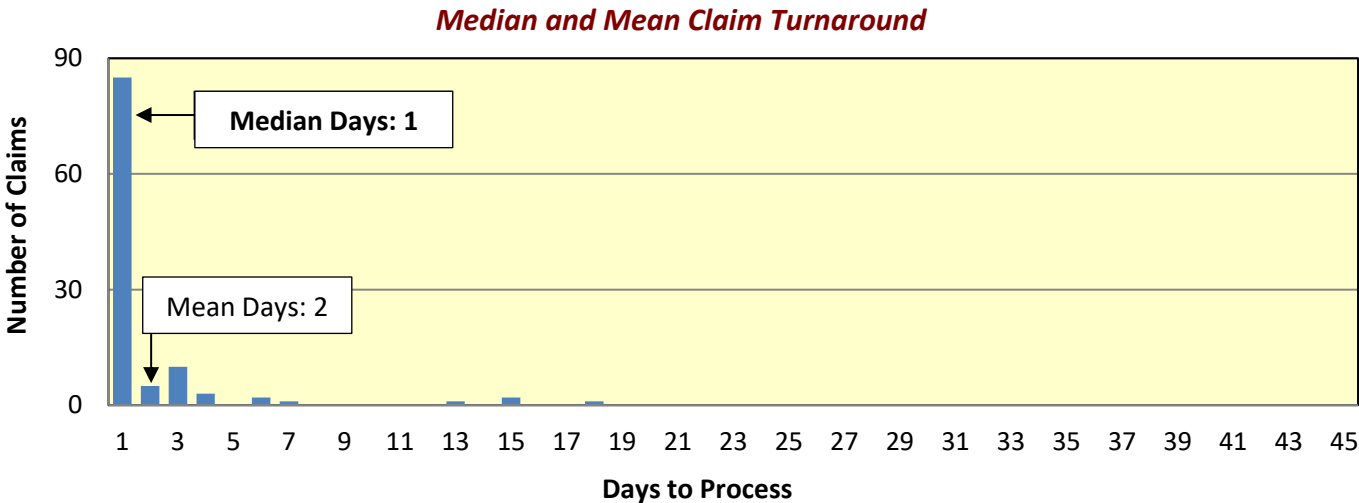 Median and Mean Claim Turnaround
90
60
30
0
Number of Claims
Median Days: 1
Mean Days: 2
1 3 5 7 9 11 13 15 17 19 21 23 25 27 29 31 33 35 37 39 41 43 45
Days to Process